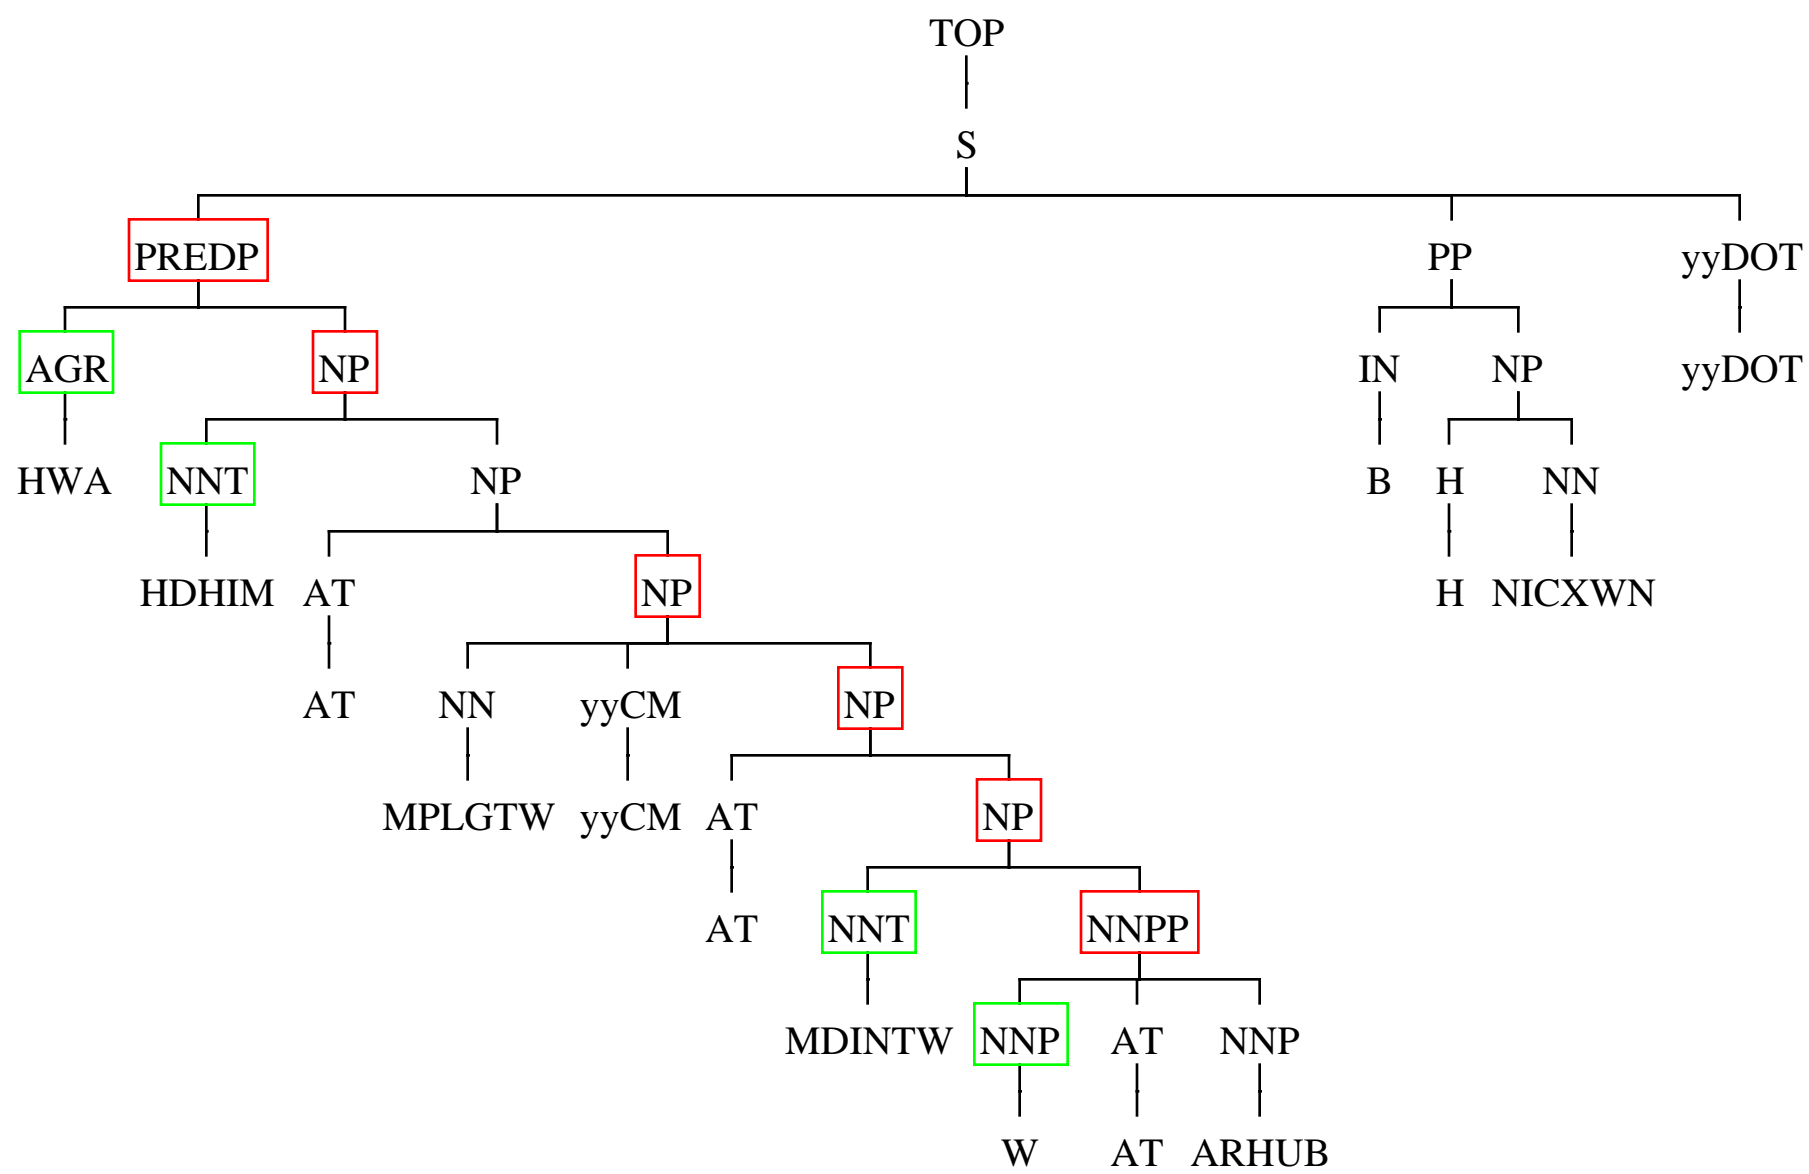 TOP
S
PREDP PP yyDOT
AGR NP IN NP yyDOT
HWA NNT NP B H NN
HDHIM AT NP H NICXWN
AT NN yyCM NP
MPLGTW yyCM AT NP
AT NNT NNPP
MDINTW NNP AT NNP
W AT ARHUB